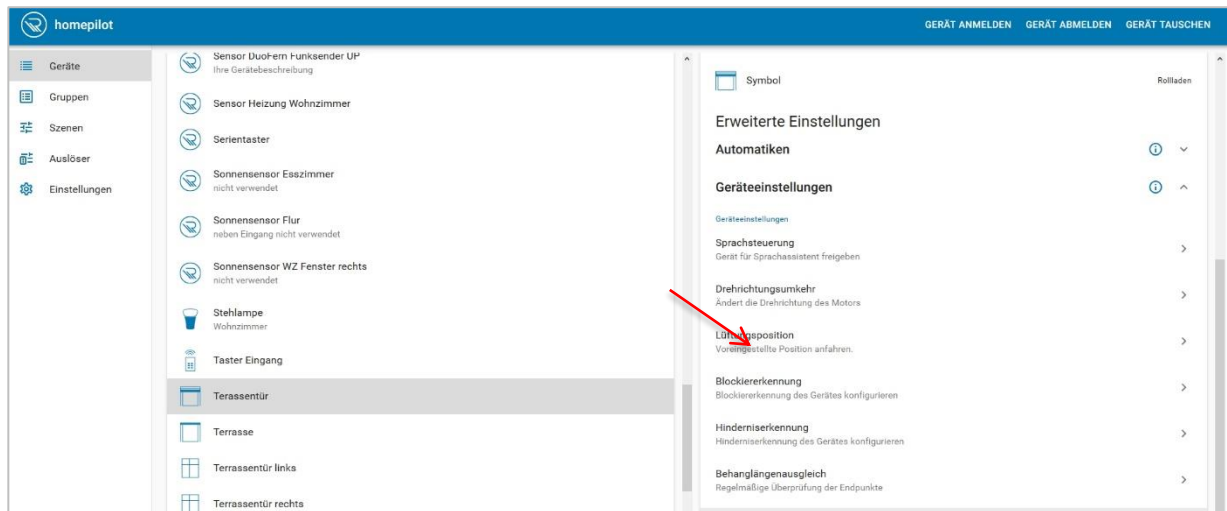 homepilot
GERÄT ANMELDEN GERÄT ABMELDEN GERÄT TAUSCHEN
Geräte
Gruppen
Szenen
Auslöser
Einstellungen
Sensor DuoFern Funksender UP
Ihre Gerätebeschreibung
Sensor Heizung Wohnzimmer
Serientaster
Sonnensensor Esszimmer
nicht verwendet
Sonnensensor Flur
neben Eingang nicht verwendet
Sonnensensor WZ Fenster rechts
nicht verwendet
Stehlampe
Wohnzimmer
Taster Eingang
Terassentür
Terrasse
Terrassentür links
Terrassentür rechts
Symbol Rollladen
Erweiterte Einstellungen
Automatiken
Geräteeinstellungen
Geräteeinstellungen
Sprachsteuerung
Gerät für Sprachassistent freigeben
Drehrichtungsumkehr
Ändert die Drehrichtung des Motors
Lüftungsposition
Voreingestellte Position anfahren.
Blockiererkennung
Blockiererkennung des Gerätes konfigurieren
Hinderniserkennung
Hinderniserkennung des Gerätes konfigurieren
Behanglängenausgleich
Regelmäßige Überprüfung der Endpunkte